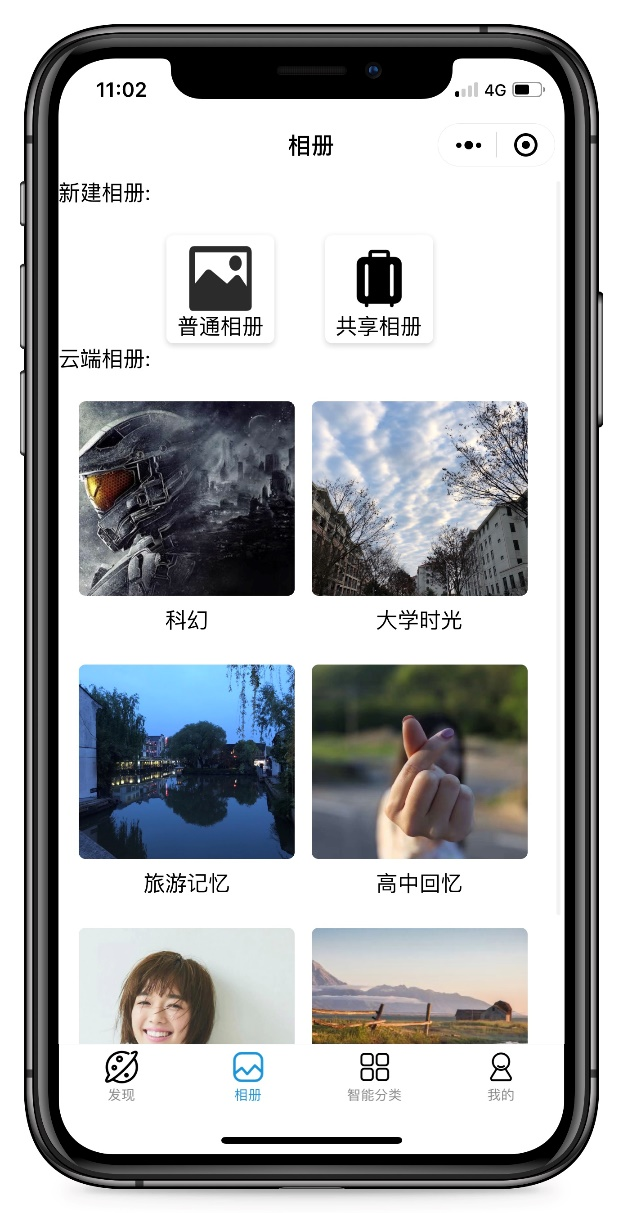 11:02
4G
相册
新建相册:
普通相册
共享相册
云端相册:
科幻
大学时光
旅游记忆
高中回忆
发现
相册
智能分类
我的